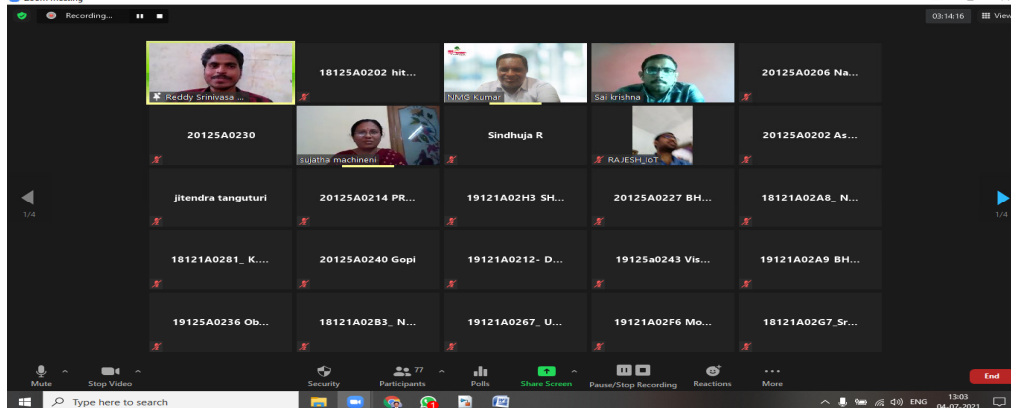 Zoom Meeting
Recording...
03:14:16
View
Reddy Srinivasa ...
18125A0202 hit...
NMG Kumar
Sai krishna
20125A0206 Na...
20125A0230
sujatha machineni
Sindhuja R
RAJESH_IoT
20125A0202 As...
jitendra tanguturi
20125A0214 PR...
19121A02H3 SH...
20125A0227 BH...
18121A02A8_ N...
1/4
1/4
18121A0281_ K....
20125A0240 Gopi
19121A0212- D...
19125a0243 Vis...
19121A02A9 BH...
19125A0236 Ob...
18121A02B3_ N...
19121A0267_ U...
19121A02F6 Mo...
18121A02G7_Sr...
Mute
Stop Video
Security
77
Participants
Polls
Share Screen
Pause/Stop Recording
Reactions
More
End
Type here to search
ENG
13:03
04-07-2021